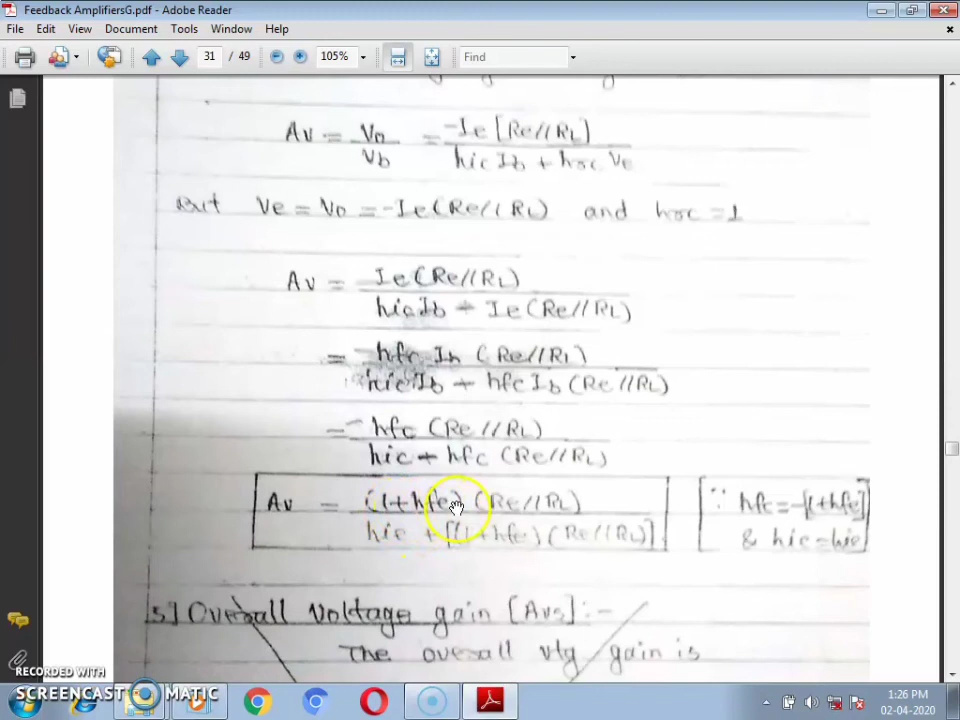 Feedback AmplifiersG.pdf - Adobe Reader
File Edit View Document Tools Window Help
31 / 49 105% Find
Av = Vo/Vb = -Ie[Re//RL] / hic Ib + hrc Ve
But Ve = Vo = -Ie(Re//RL) and hrc = 1
Av = Ie(Re//RL) / hic Ib - Ie(Re//RL)
= - hfc Ib (Re//RL) / hic Ib - hfc Ib (Re//RL)
= - hfc (Re//RL) / hic - hfc (Re//RL)
Av = (1+hfe) (Re//RL) / hie + [(1+hfe) (Re//RL)] [∵ hfc = -[1+hfe] & hic = hie]
5] Overall Voltage gain [Avs] :-
The overall vtg gain is
RECORDED WITH
SCREENCAST MATIC
1:26 PM
02-04-2020